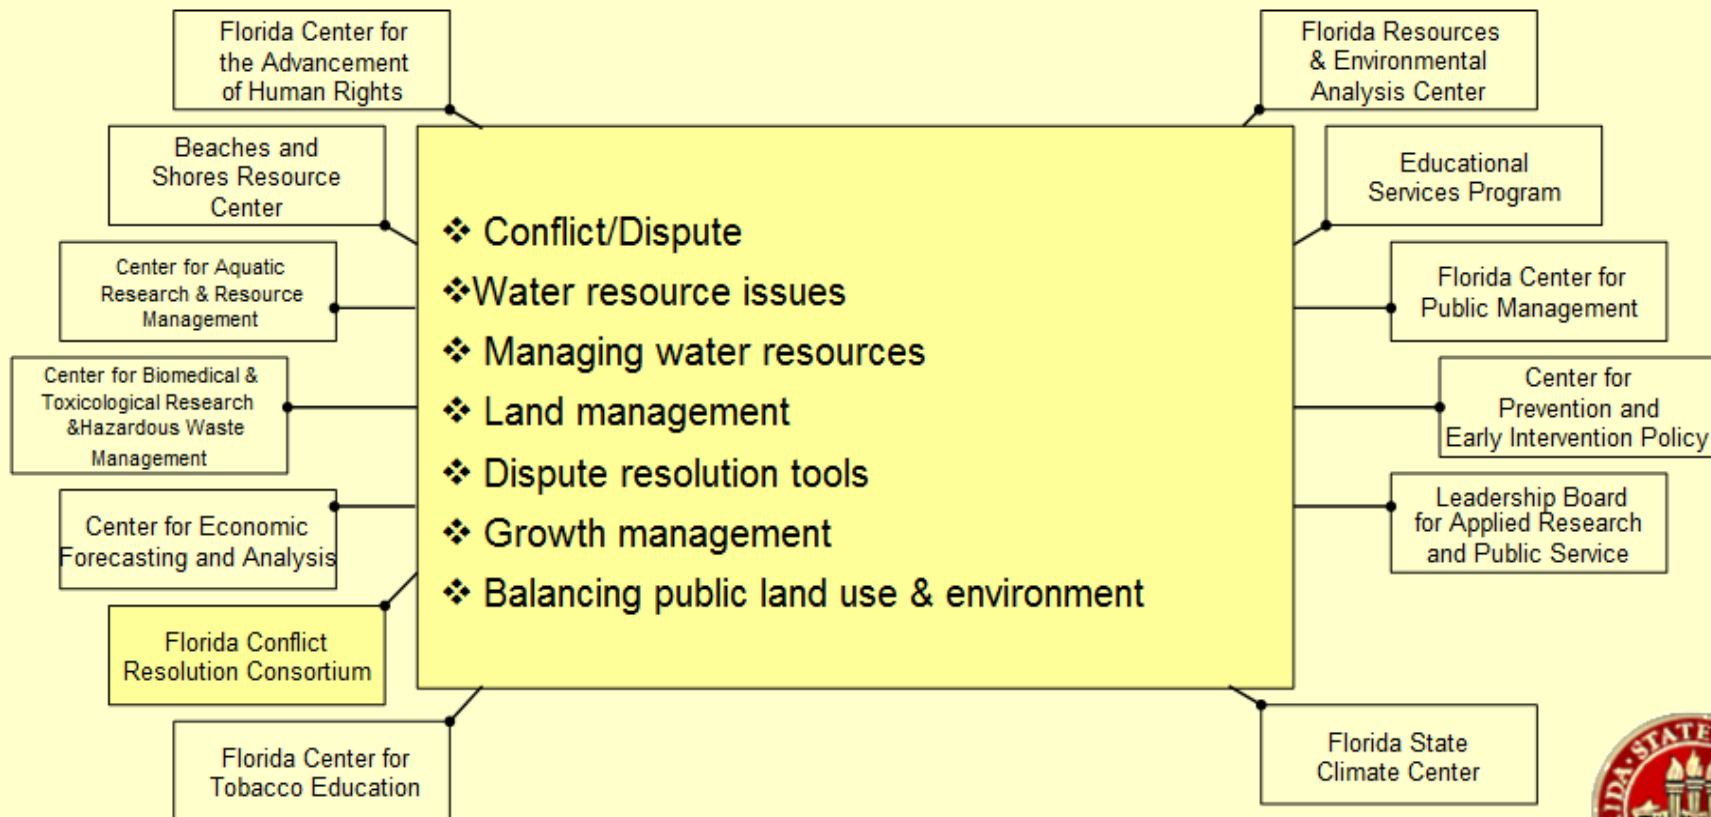 Florida Center for
the Advancement
of Human Rights
Beaches and
Shores Resource
Center
Center for Aquatic
Research & Resource
Management
Center for Biomedical &
Toxicological Research
&Hazardous Waste
Management
Center for Economic
Forecasting and Analysis
Florida Conflict
Resolution Consortium
Florida Center for
Tobacco Education
❖ Conflict/Dispute
❖Water resource issues
❖ Managing water resources
❖ Land management
❖ Dispute resolution tools
❖ Growth management
❖ Balancing public land use & environment
Florida Resources
& Environmental
Analysis Center
Educational
Services Program
Florida Center for
Public Management
Center for
Prevention and
Early Intervention Policy
Leadership Board
for Applied Research
and Public Service
Florida State
Climate Center
IDA·STATE